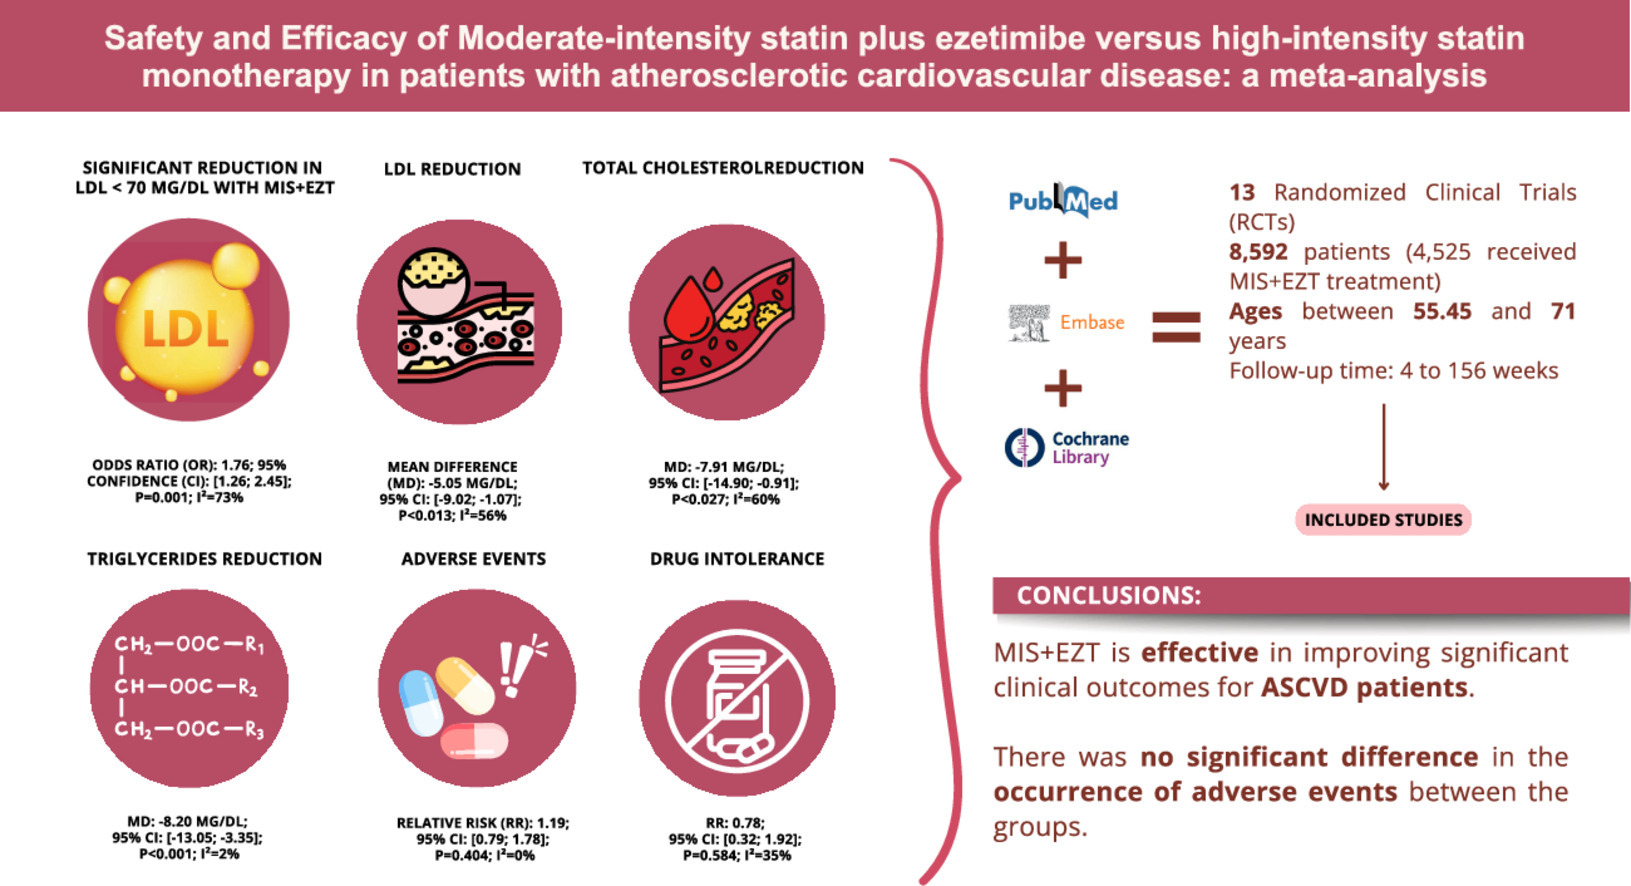 Safety and Efficacy of Moderate-intensity statin plus ezetimibe versus high-intensity statin
monotherapy in patients with atherosclerotic cardiovascular disease: a meta-analysis
SIGNIFICANT REDUCTION IN
LDL < 70 MG/DL WITH MIS+EZT
LDL
ODDS RATIO (OR): 1.76; 95%
CONFIDENCE (CI): [1.26; 2.45];
P=0.001; I²=73%
LDL REDUCTION
MEAN DIFFERENCE
(MD): -5.05 MG/DL;
95% CI: [-9.02; -1.07];
P<0.013; I²=56%
TOTAL CHOLESTEROLREDUCTION
MD: -7.91 MG/DL;
95% CI: [-14.90; -0.91];
P<0.027; I²=60%
TRIGLYCERIDES REDUCTION
CH₂—OOC—R₁
CH—OOC—R₂
CH₂—OOC—R₃
MD: -8.20 MG/DL;
95% CI: [-13.05; -3.35];
P<0.001; I²=2%
ADVERSE EVENTS
RELATIVE RISK (RR): 1.19;
95% CI: [0.79; 1.78];
P=0.404; I²=0%
DRUG INTOLERANCE
RR: 0.78;
95% CI: [0.32; 1.92];
P=0.584; I²=35%
PubMed
+
Embase
+
Cochrane
Library
=
13 Randomized Clinical Trials
(RCTs)
8,592 patients (4,525 received
MIS+EZT treatment)
Ages between 55.45 and 71
years
Follow-up time: 4 to 156 weeks
INCLUDED STUDIES
CONCLUSIONS:
MIS+EZT is effective in improving significant
clinical outcomes for ASCVD patients.
There was no significant difference in the
occurrence of adverse events between the
groups.